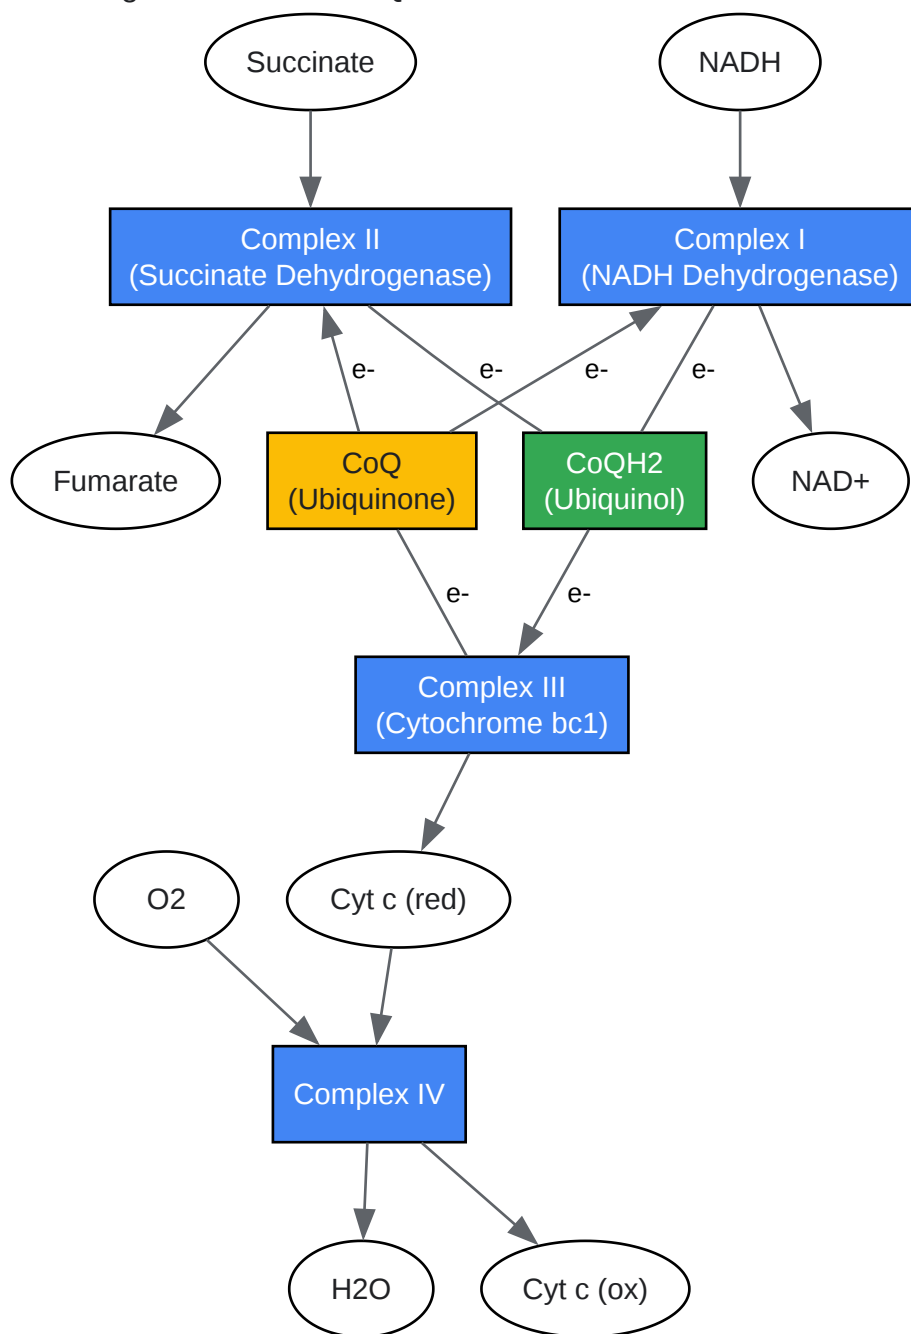 Succinate
NADH
Complex II
(Succinate Dehydrogenase)
Complex I
(NADH Dehydrogenase)
e-
e-
e-
e-
Fumarate
CoQ
(Ubiquinone)
CoQH2
(Ubiquinol)
NAD+
e-
e-
Complex III
(Cytochrome bc1)
O2
Cyt c (red)
Complex IV
H2O
Cyt c (ox)